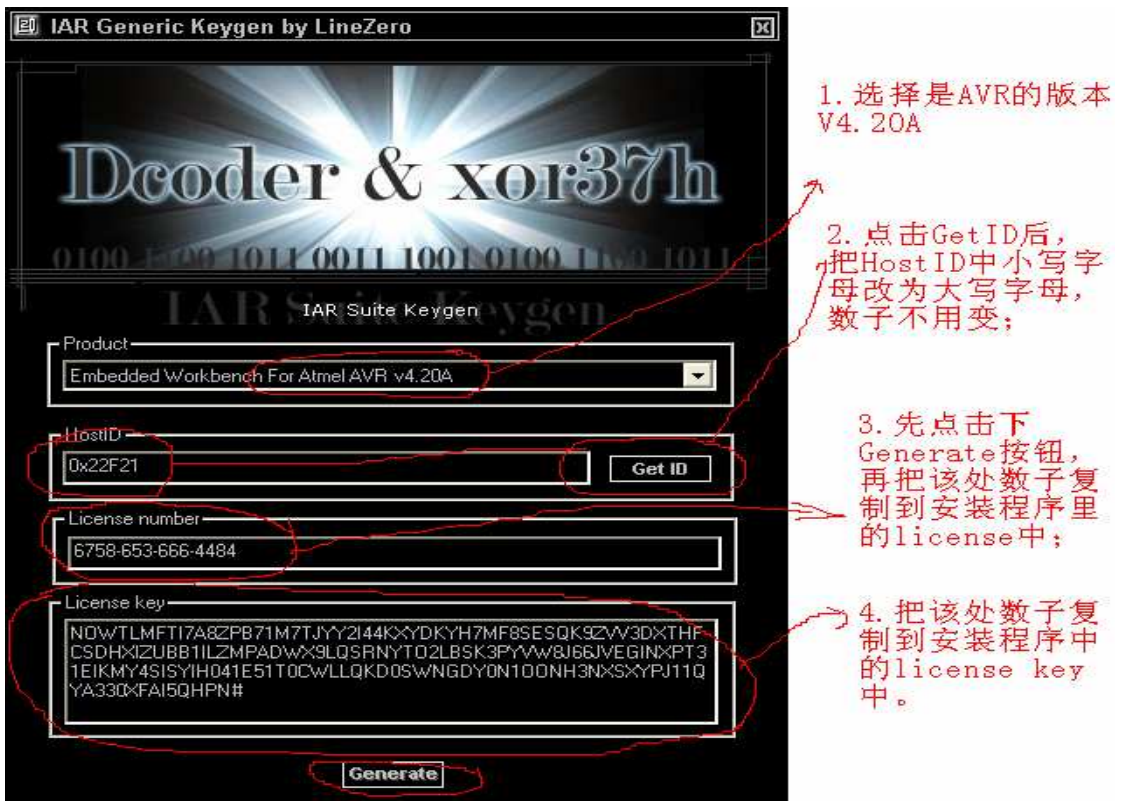 IAR Generic Keygen by LineZero
Dcoder & xor37h
IAR Suite Keygen
IAR Suite Keygen
Product
Embedded Workbench For Atmel AVR v4.20A
HostID
0x22F21
Get ID
License number
6758-653-666-4484
License key
Generate
1.选择是AVR的版本
V4.20A
2.点击GetID后，
把HostID中小写字
母改为大写字母，
数子不用变；
3.先点击下
Generate按钮，
再把该处数子复
制到安装程序里
的license中；
4.把该处数子复
制到安装程序中
的license key
中。